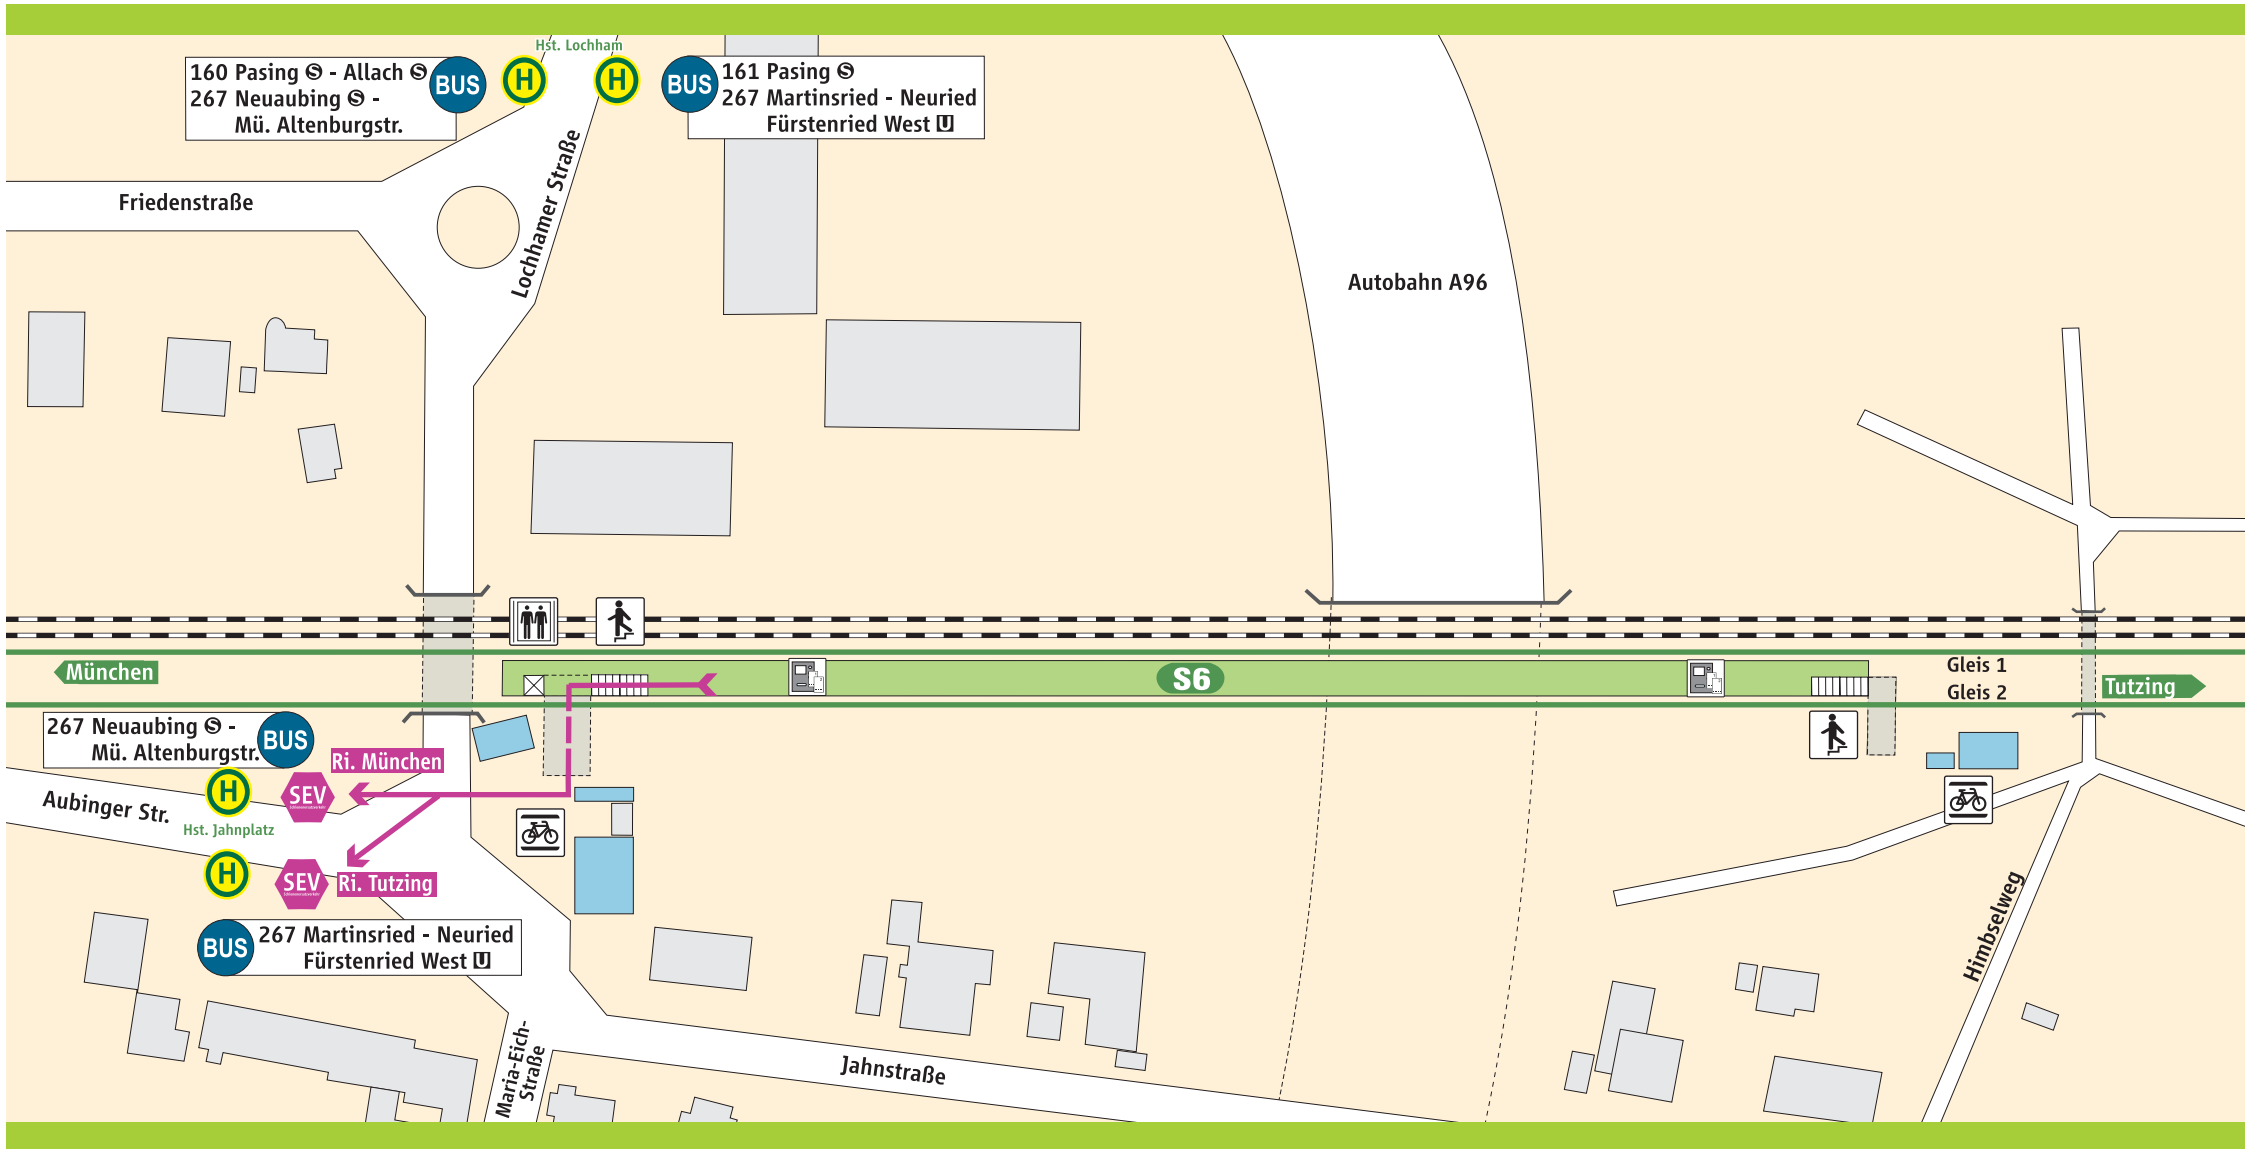 Hst. Lochham
160 Pasing S - Allach S
267 Neuaubing S -
Mü. Altenburgstr.
BUS
H
H
BUS
161 Pasing S
267 Martinsried - Neuried
Fürstenried West U
Friedenstraße
Lochhamer Straße
Autobahn A96
München
S6
Gleis 1
Gleis 2
Tutzing
267 Neuaubing S -
Mü. Altenburgstr.
BUS
Ri. München
H
SEV
Aubinger Str.
Hst. Jahnplatz
H
SEV
Ri. Tutzing
BUS
267 Martinsried - Neuried
Fürstenried West U
Himbselweg
Maria-Eich-
Straße
Jahnstraße